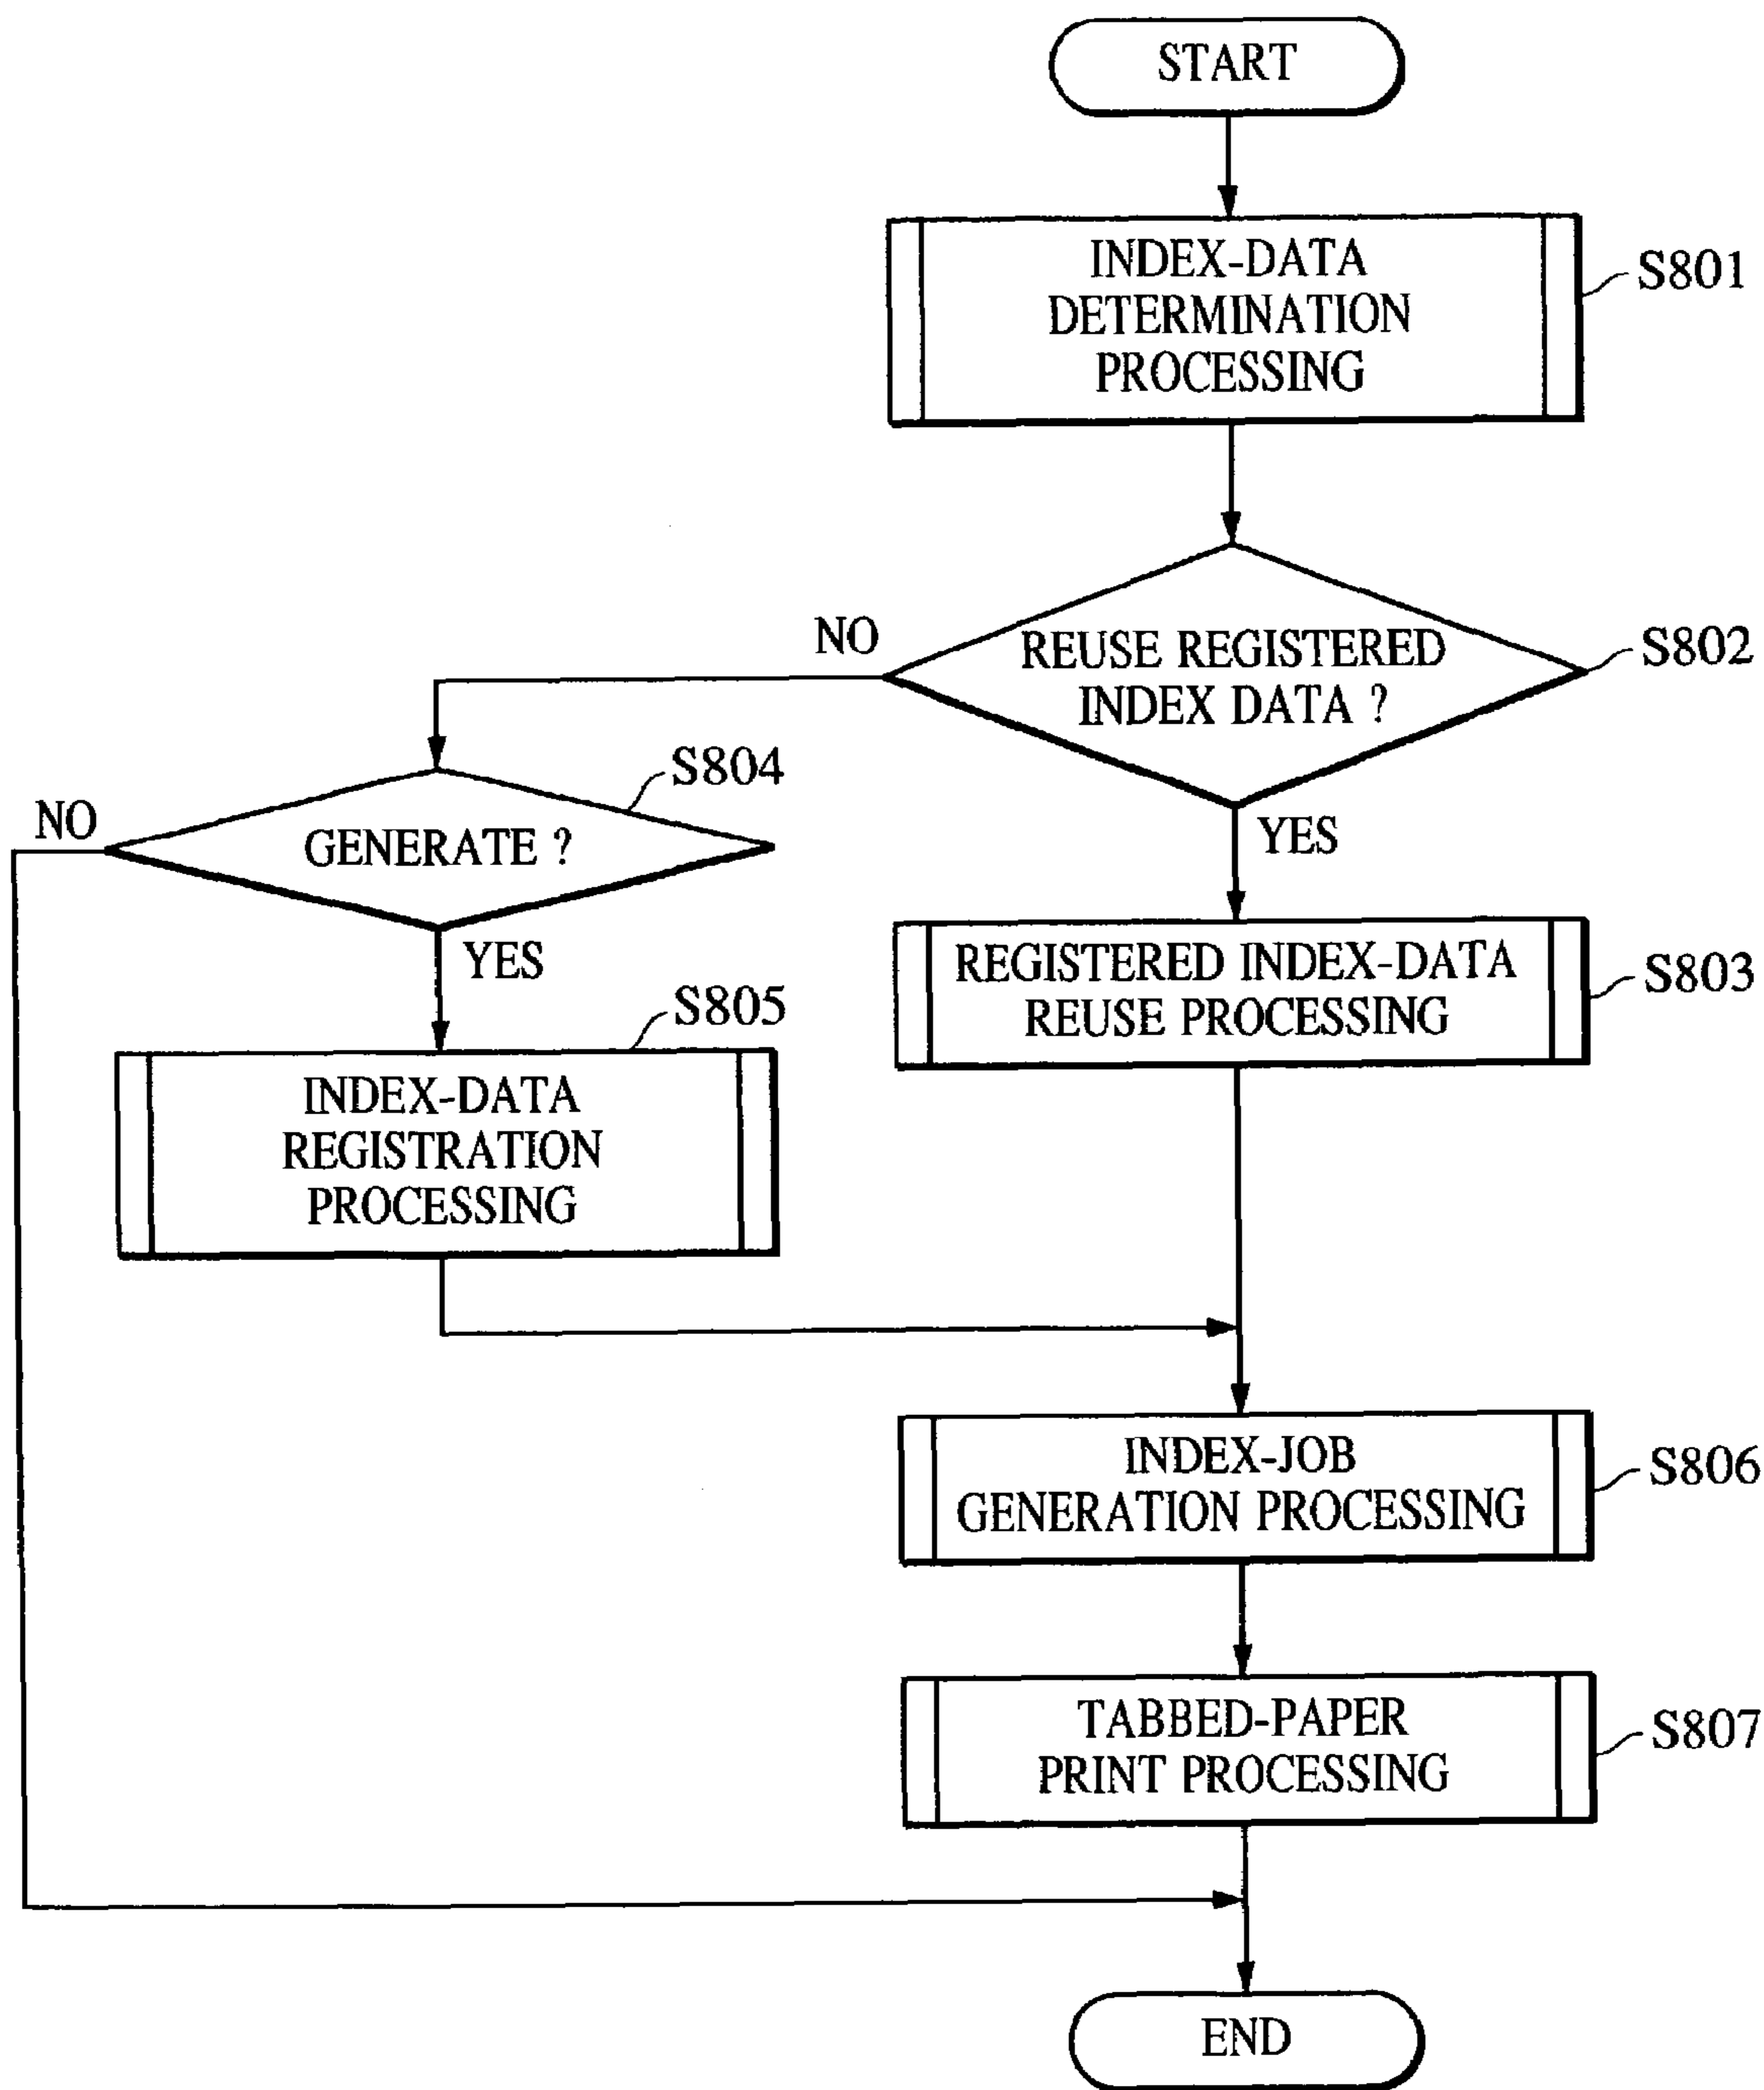 START
INDEX-DATA
DETERMINATION
PROCESSING
S801
REUSE REGISTERED
INDEX DATA ?
S802
NO
YES
S804
GENERATE ?
NO
YES
REGISTERED INDEX-DATA
REUSE PROCESSING
S803
S805
INDEX-DATA
REGISTRATION
PROCESSING
INDEX-JOB
GENERATION PROCESSING
S806
TABBED-PAPER
PRINT PROCESSING
S807
END